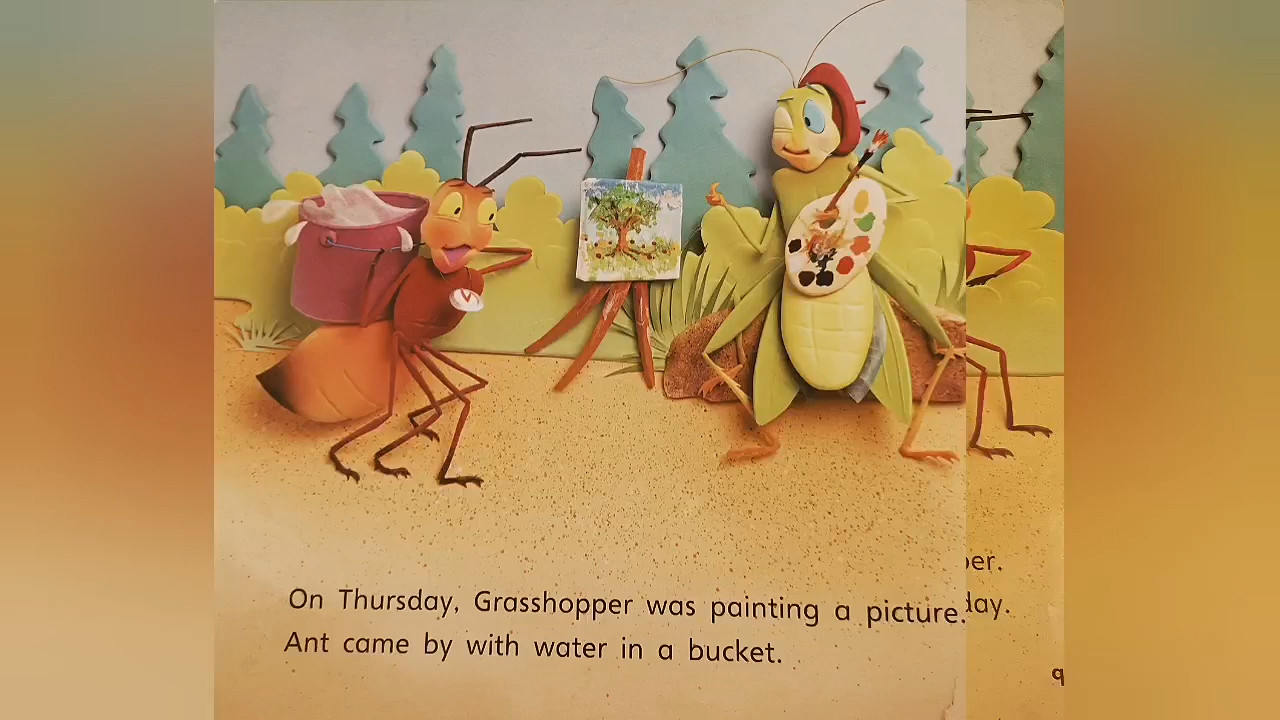 On Thursday, Grasshopper was painting a picture.
Ant came by with water in a bucket.